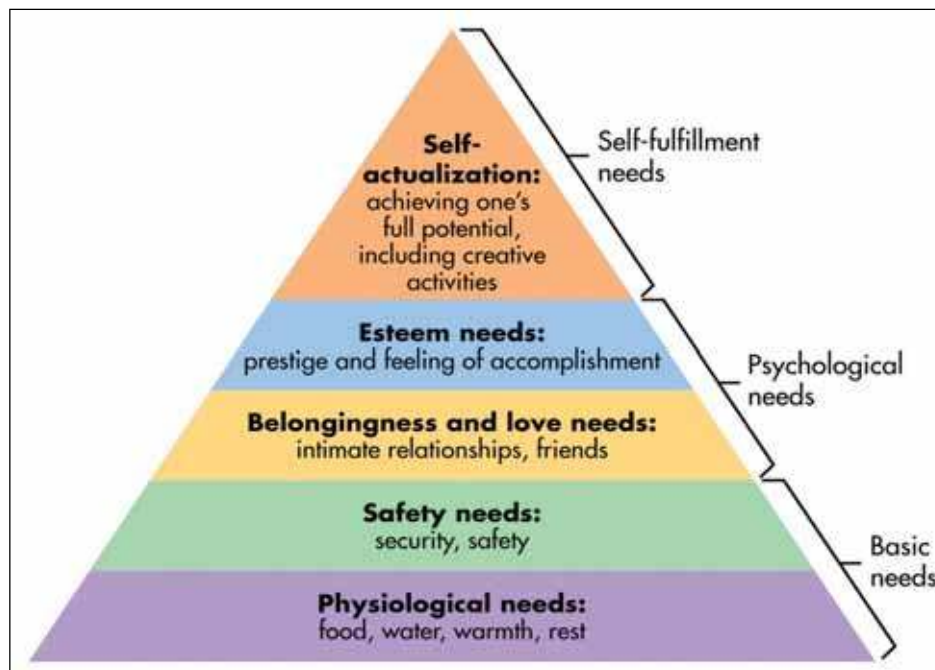 Self-
actualization:
achieving one's
full potential,
including creative
activities
Self-fulfillment
needs
Esteem needs:
prestige and feeling of accomplishment
Psychological
needs
Belongingness and love needs:
intimate relationships, friends
Safety needs:
security, safety
Basic
needs
Physiological needs:
food, water, warmth, rest